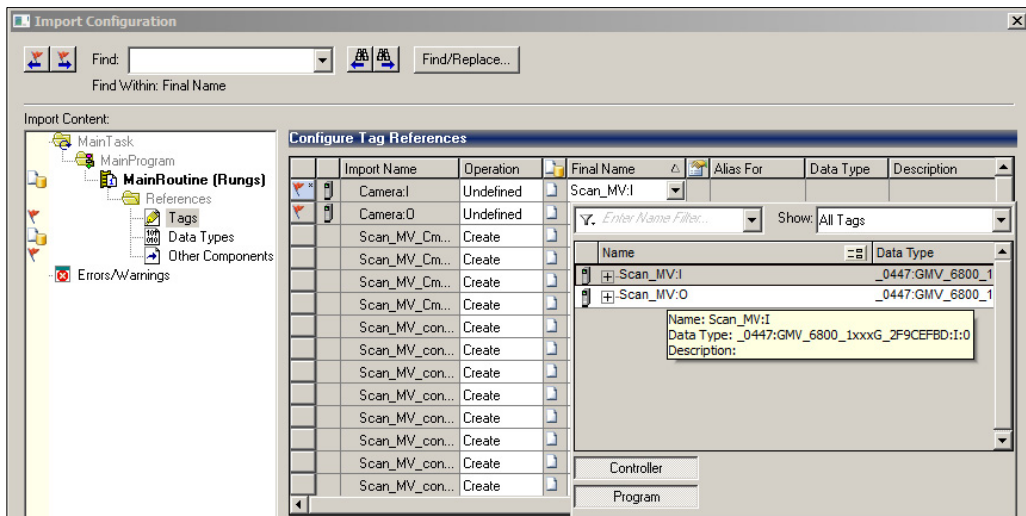 Import Configuration
Find:
Find/Replace...
Find Within: Final Name
Import Content:
MainTask
MainProgram
MainRoutine (Rungs)
References
Tags
Data Types
Other Components
Errors/Warnings
Configure Tag References
Import Name Operation Final Name Alias For Data Type Description
Camera:I Undefined Scan_MV:I
Camera:O Undefined
Scan_MV_Cm... Create
Scan_MV_Cm... Create
Scan_MV_Cm... Create
Scan_MV_Cm... Create
Scan_MV_con... Create
Scan_MV_con... Create
Scan_MV_con... Create
Scan_MV_con... Create
Scan_MV_con... Create
Scan_MV_con... Create
Scan_MV_con... Create
Scan_MV_con... Create
Enter Name Filter... Show: All Tags
Name Data Type
Scan_MV:I _0447:GMV_6800_1
Scan_MV:O _0447:GMV_6800_1
Name: Scan_MV:I
Data Type: _0447:GMV_6800_1xxxG_2F9CEFBD:I:0
Description:
Controller
Program